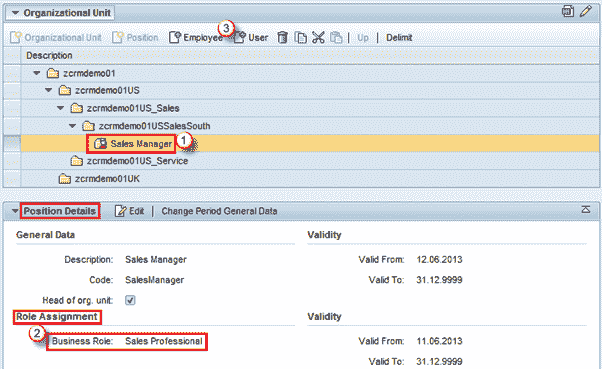 Organizational Unit
Organizational Unit Position Employee 3 User Up Delimit
Description
zcrmdemo01
zcrmdemo01US
zcrmdemo01US_Sales
zcrmdemo01USSalesSouth
Sales Manager 1
zcrmdemo01US_Service
zcrmdemo01UK
Position Details Edit Change Period General Data
General Data Validity
Description: Sales Manager Valid From: 12.06.2013
Code: SalesManager Valid To: 31.12.9999
Head of org. unit:
Role Assignment Validity
2 Business Role: Sales Professional Valid From: 11.06.2013
Valid To: 31.12.9999